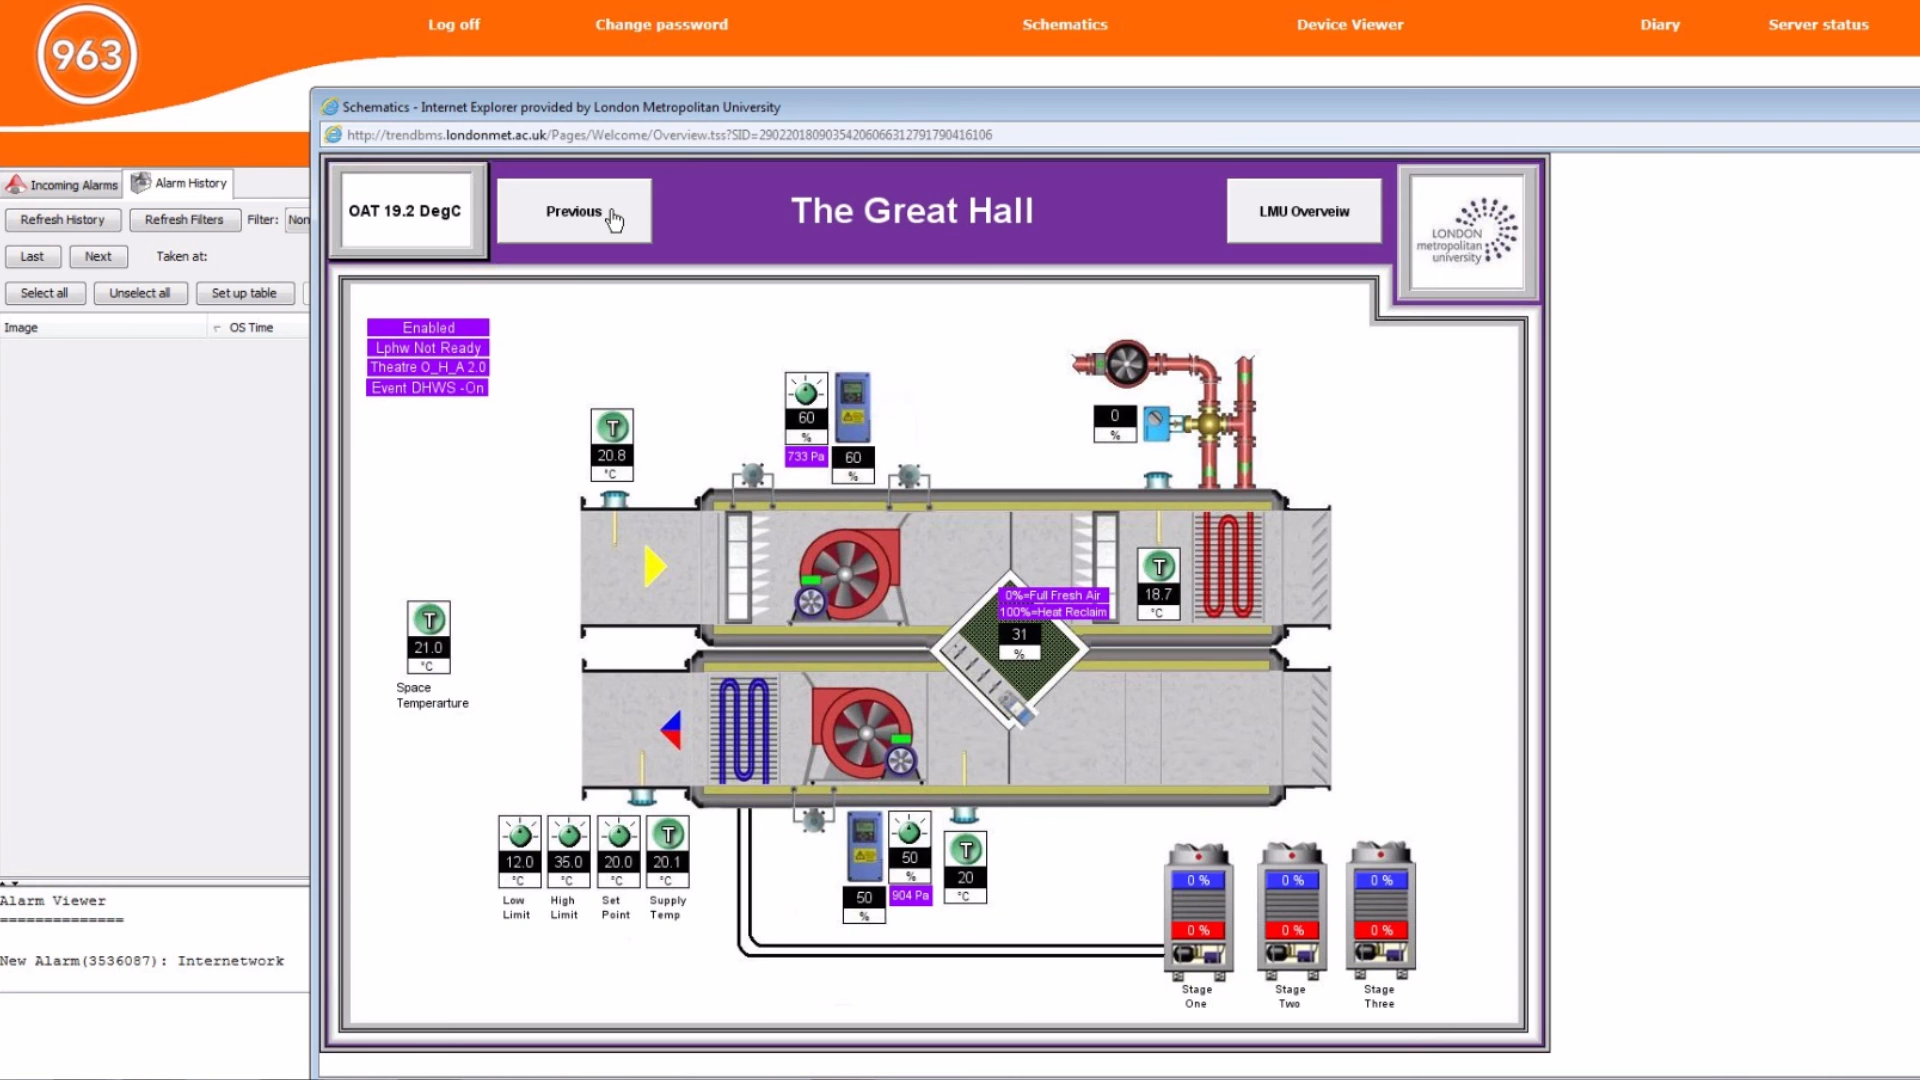 963
Log off
Change password
Schematics
Device Viewer
Diary
Server status
Schematics - Internet Explorer provided by London Metropolitan University
http://trendbms.londonmet.ac.uk/Pages/Welcome/Overview.tss?SID=2902201809035420606631279179041610​6
Incoming Alarms
Alarm History
Refresh History
Refresh Filters
Filter:
Non
Last
Next
Taken at:
Select all
Unselect all
Set up table
Image
OS Time
OAT 19.2 DegC
Previous
The Great Hall
LMU Overveiw
LONDON
metropolitan
university
Enabled
Lphw Not Ready
Theatre O_H_A 2.0
Event DHWS -On
20.8
°C
60
%
733 Pa
60
%
0
%
T
18.7
°C
0%=Full Fresh Air
100%=Heat Reclaim
31
%
T
21.0
°C
Space
Temperarture
12.0
°C
Low
Limit
35.0
°C
High
Limit
20.0
°C
Set
Point
T
20.1
°C
Supply
Temp
50
%
50
%
904 Pa
T
20
°C
0 %
0 %
Stage
One
0 %
0 %
Stage
Two
0 %
0 %
Stage
Three
Alarm Viewer
==============
New Alarm(3536087): Internetwork